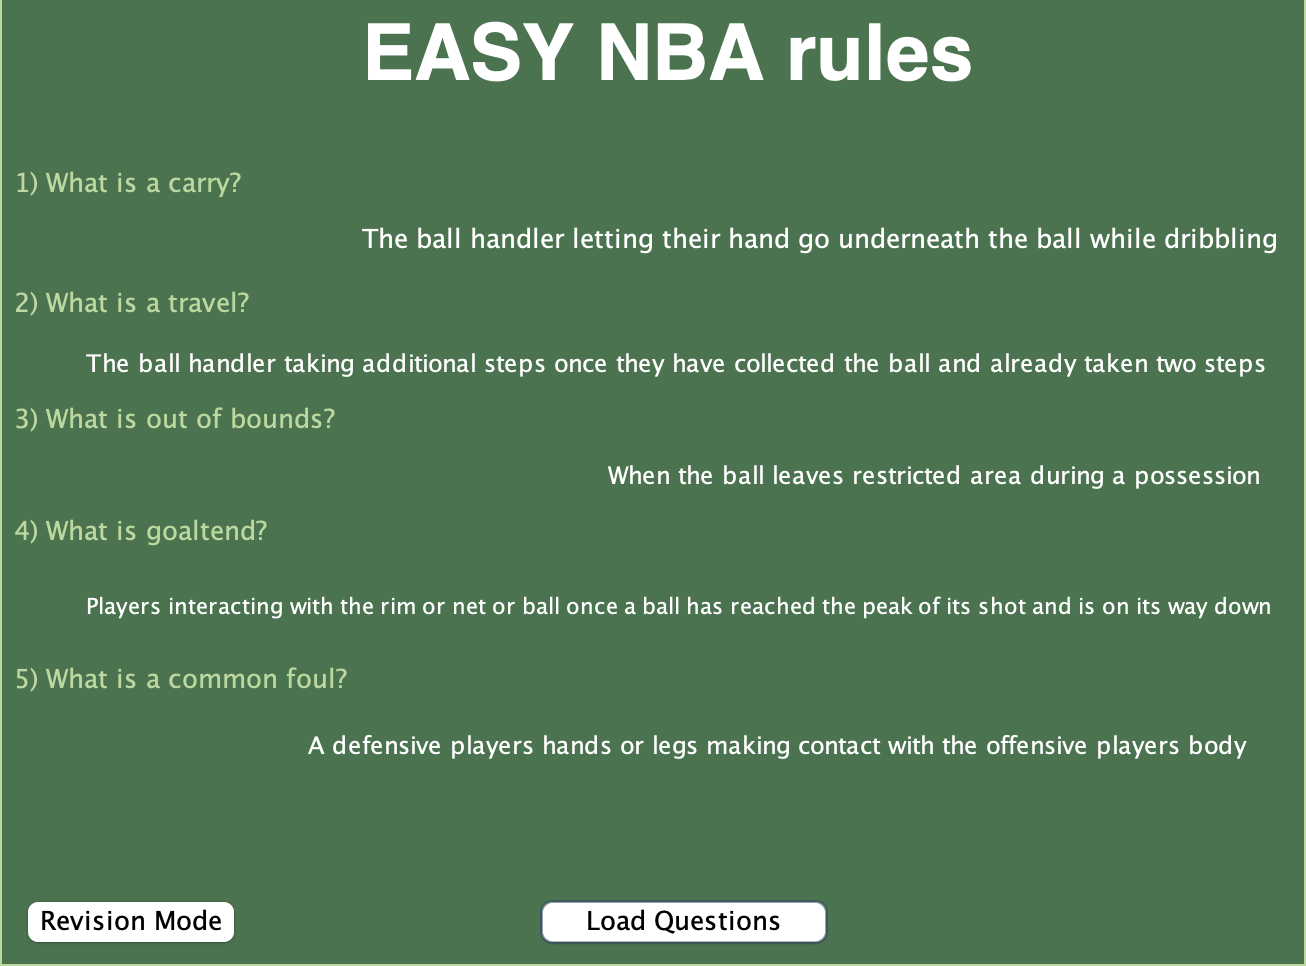 EASY NBA rules
1) What is a carry?
The ball handler letting their hand go underneath the ball while dribbling
2) What is a travel?
The ball handler taking additional steps once they have collected the ball and already taken two steps
3) What is out of bounds?
When the ball leaves restricted area during a possession
4) What is goaltend?
Players interacting with the rim or net or ball once a ball has reached the peak of its shot and is on its way down
5) What is a common foul?
A defensive players hands or legs making contact with the offensive players body
Revision Mode
Load Questions